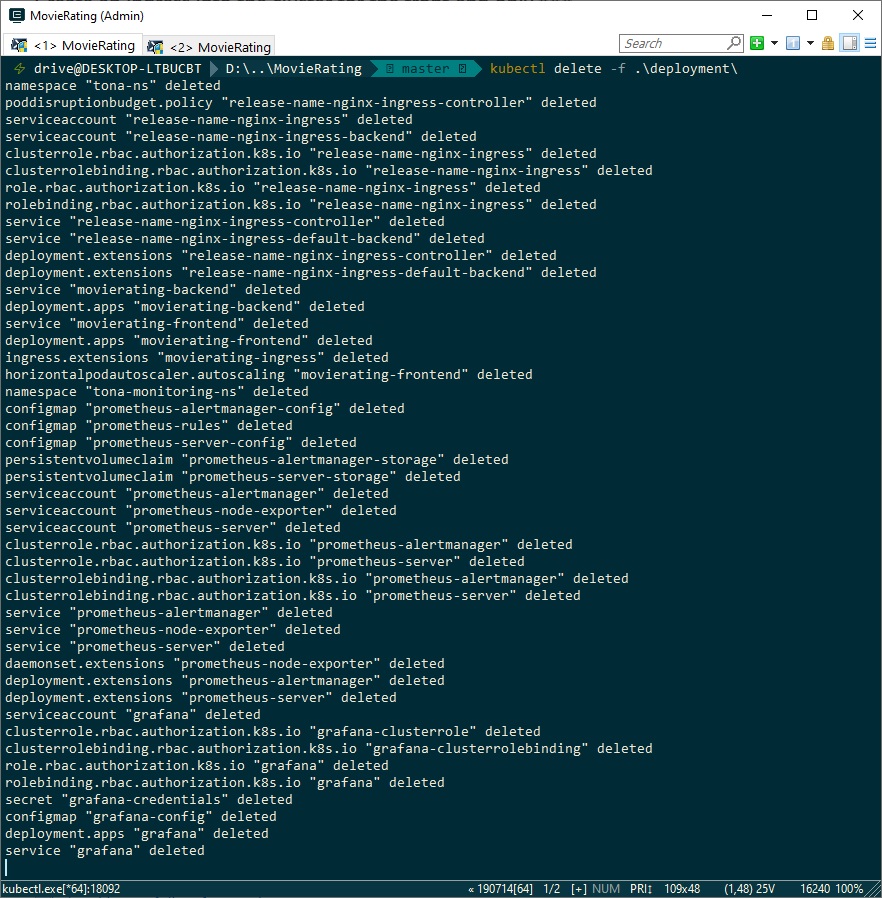 MovieRating (Admin)
<1> MovieRating
<2> MovieRating
Search
drive@DESKTOP-LTBUCBT D:\..\MovieRating master kubectl delete -f .\deployment\
namespace "tona-ns" deleted
poddisruptionbudget.policy "release-name-nginx-ingress-controller" deleted
serviceaccount "release-name-nginx-ingress" deleted
serviceaccount "release-name-nginx-ingress-backend" deleted
clusterrole.rbac.authorization.k8s.io "release-name-nginx-ingress" deleted
clusterrolebinding.rbac.authorization.k8s.io "release-name-nginx-ingress" deleted
role.rbac.authorization.k8s.io "release-name-nginx-ingress" deleted
rolebinding.rbac.authorization.k8s.io "release-name-nginx-ingress" deleted
service "release-name-nginx-ingress-controller" deleted
service "release-name-nginx-ingress-default-backend" deleted
deployment.extensions "release-name-nginx-ingress-controller" deleted
deployment.extensions "release-name-nginx-ingress-default-backend" deleted
service "movierating-backend" deleted
deployment.apps "movierating-backend" deleted
service "movierating-frontend" deleted
deployment.apps "movierating-frontend" deleted
ingress.extensions "movierating-ingress" deleted
horizontalpodautoscaler.autoscaling "movierating-frontend" deleted
namespace "tona-monitoring-ns" deleted
configmap "prometheus-alertmanager-config" deleted
configmap "prometheus-rules" deleted
configmap "prometheus-server-config" deleted
persistentvolumeclaim "prometheus-alertmanager-storage" deleted
persistentvolumeclaim "prometheus-server-storage" deleted
serviceaccount "prometheus-alertmanager" deleted
serviceaccount "prometheus-node-exporter" deleted
serviceaccount "prometheus-server" deleted
clusterrole.rbac.authorization.k8s.io "prometheus-alertmanager" deleted
clusterrole.rbac.authorization.k8s.io "prometheus-server" deleted
clusterrolebinding.rbac.authorization.k8s.io "prometheus-alertmanager" deleted
clusterrolebinding.rbac.authorization.k8s.io "prometheus-server" deleted
service "prometheus-alertmanager" deleted
service "prometheus-node-exporter" deleted
service "prometheus-server" deleted
daemonset.extensions "prometheus-node-exporter" deleted
deployment.extensions "prometheus-alertmanager" deleted
deployment.extensions "prometheus-server" deleted
serviceaccount "grafana" deleted
clusterrole.rbac.authorization.k8s.io "grafana-clusterrole" deleted
clusterrolebinding.rbac.authorization.k8s.io "grafana-clusterrolebinding" deleted
role.rbac.authorization.k8s.io "grafana" deleted
rolebinding.rbac.authorization.k8s.io "grafana" deleted
secret "grafana-credentials" deleted
configmap "grafana-config" deleted
deployment.apps "grafana" deleted
service "grafana" deleted
kubectl.exe[*64]:18092 « 190714[64] 1/2 [+] NUM PRI↕ 109x48 (1,48) 25V 16240 100%